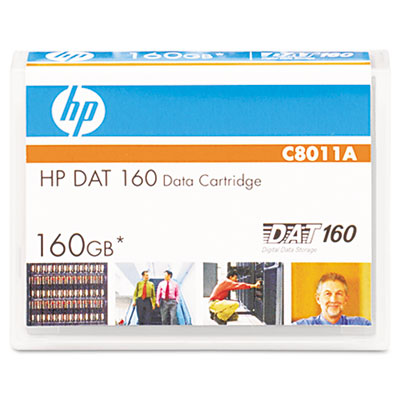 hp
160GB*
C8011A
HP DAT 160 Data Cartridge
160GB*
DAT 160
Digital Data Storage